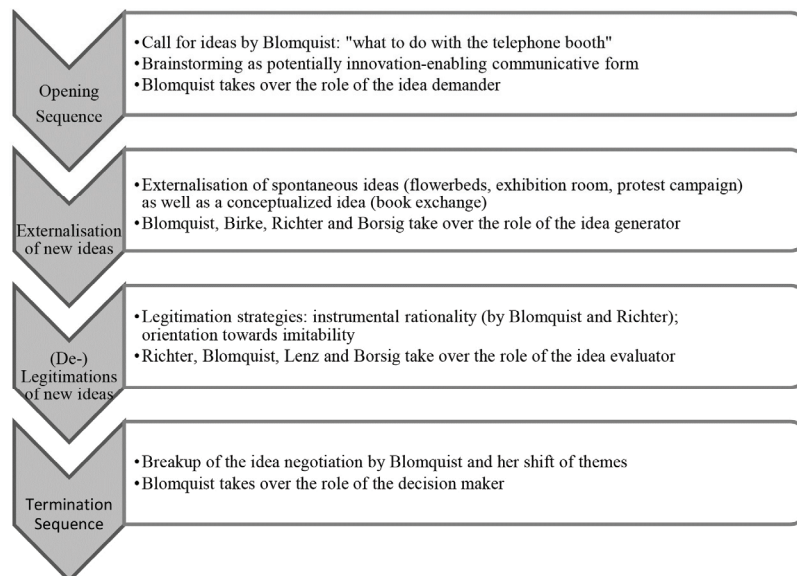 Opening
Sequence
•Call for ideas by Blomquist: "what to do with the telephone booth"
•Brainstorming as potentially innovation-enabling communicative form
•Blomquist takes over the role of the idea demander
Externalisation
of new ideas
•Externalisation of spontaneous ideas (flowerbeds, exhibition room, protest campaign)
as well as a conceptualized idea (book exchange)
•Blomquist, Birke, Richter and Borsig take over the role of the idea generator
(De-)
Legitimations
of new ideas
•Legitimation strategies: instrumental rationality (by Blomquist and Richter);
orientation towards imitability
•Richter, Blomquist, Lenz and Borsig take over the role of the idea evaluator
Termination
Sequence
•Breakup of the idea negotiation by Blomquist and her shift of themes
•Blomquist takes over the role of the decision maker